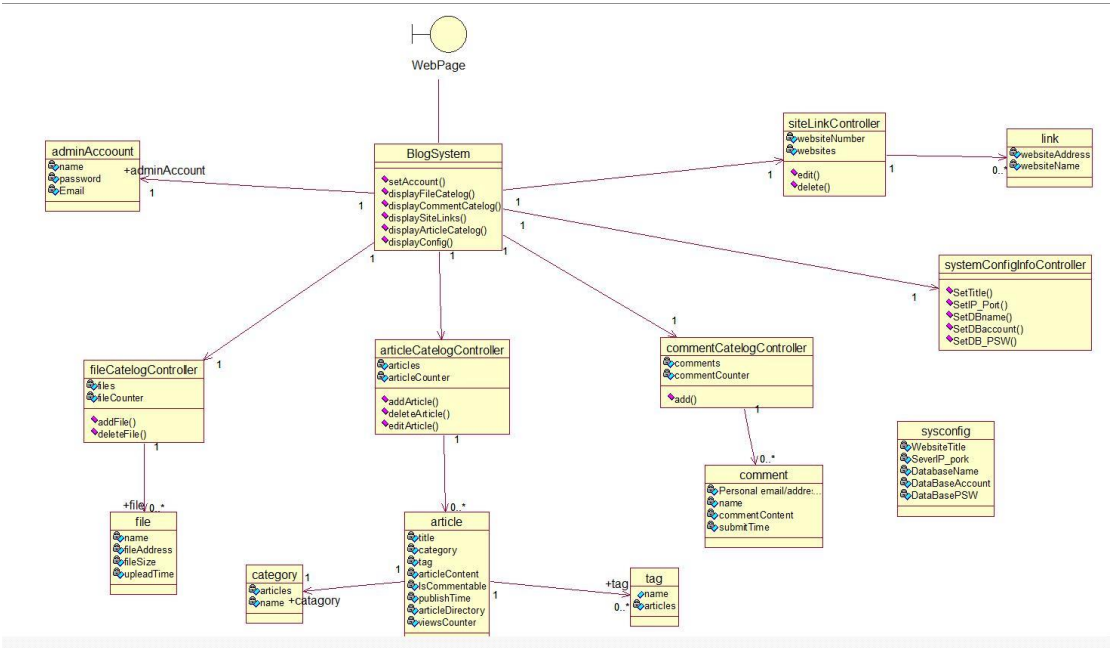 WebPage
BlogSystem
setAccount()
displayFileCatelog()
displayCommentCatelog()
displaySiteLinks()
displayArticleCatelog()
displayConfig()
adminAccoount
name
password
Email
+adminAccount
1
1
siteLinkController
websiteNumber
websites
edit()
delete()
1
1
link
websiteAddress
websiteName
1
0..*
systemConfigInfoController
SetTitle()
SetIP_Port()
SetDBname()
SetDBaccount()
SetDB_PSW()
1
1
fileCatelogController
files
fileCounter
addFile()
deleteFile()
1
1
articleCatelogController
articles
articleCounter
addArticle()
deleteArticle()
editArticle()
1
1
commentCatelogController
comments
commentCounter
add()
1
1
sysconfig
WebsiteTitle
SeverIP_pork
DatabaseName
DataBaseAccount
DataBasePSW
1
+file
0..*
file
name
fileAddress
fileSize
upleadTime
1
0..*
article
title
category
tag
articleContent
IsCommentable
publishTime
articleDirectory
viewsCounter
1
0..*
comment
Personal email/addre...
name
commentContent
submitTime
category
articles
name
1
+catagory
1
tag
name
articles
+tag
0..*
1